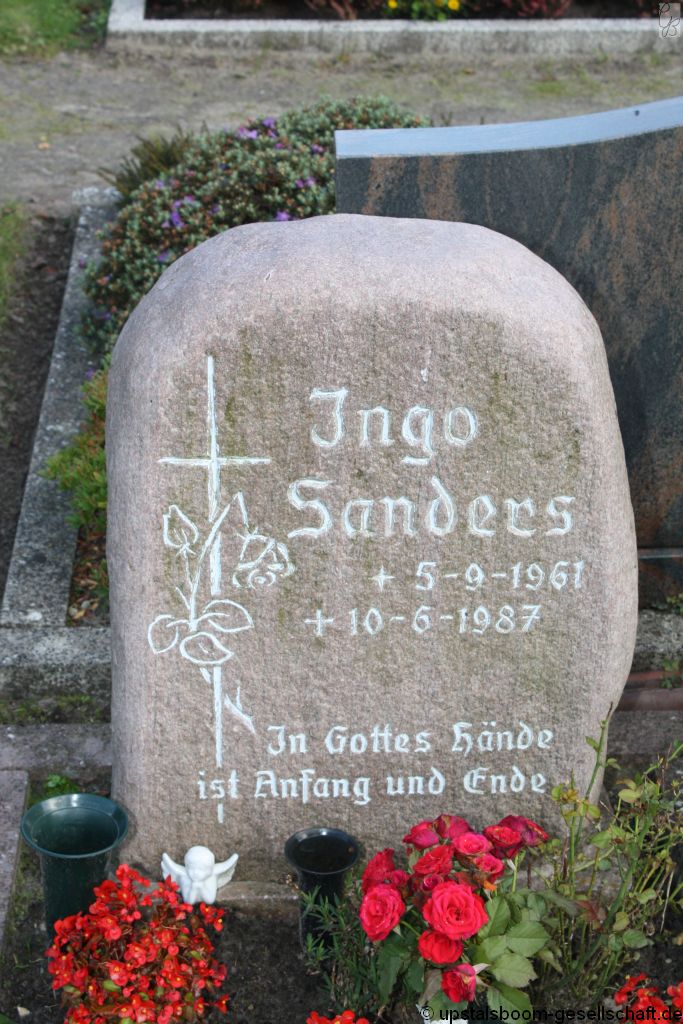 Ingo
Sanders
* 5-9-1961
+ 10-6-1987
In Gottes Hände
ist Anfang und Ende
© upstalsboom-gesellschaft.de